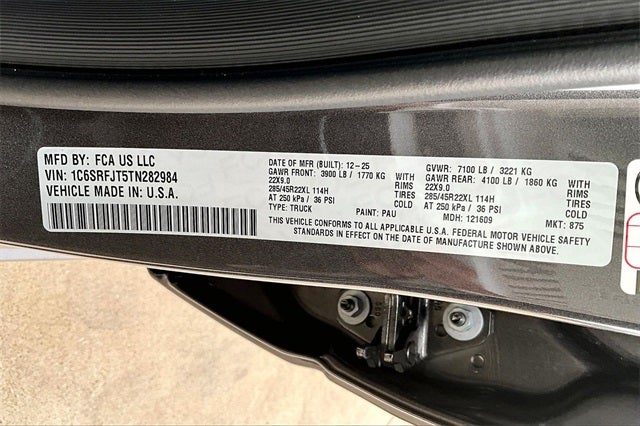 MFD BY: FCA US LLC
VIN: 1C6SRFJT5TN282984
VEHICLE MADE IN U.S.A.
DATE OF MFR (BUILT): 12-25
GAWR FRONT: 3900 LB / 1770 KG WITH
22X9.0 RIMS
285/45R22XL 114H TIRES
AT 250 kPa / 36 PSI COLD
TYPE: TRUCK PAINT: PAU
GVWR: 7100 LB / 3221 KG
GAWR REAR: 4100 LB / 1860 KG WITH
22X9.0 RIMS
285/45R22XL 114H TIRES
AT 250 kPa / 36 PSI COLD
MDH: 121609 MKT: 875
THIS VEHICLE CONFORMS TO ALL APPLICABLE U.S.A. FEDERAL MOTOR VEHICLE SAFETY
STANDARDS IN EFFECT ON THE DATE OF MANUFACTURE SHOWN ABOVE.